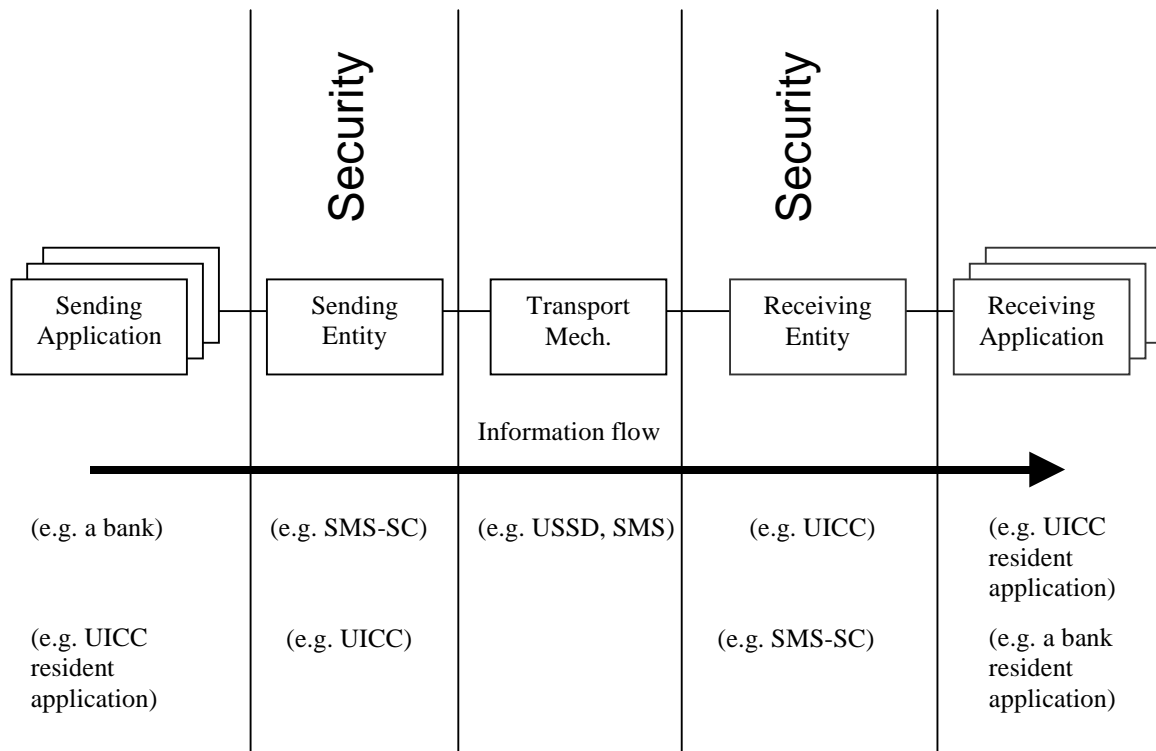 Security
Security
Sending
Application
Sending
Entity
Transport
Mech.
Receiving
Entity
Receiving
Application
Information flow
(e.g. a bank)
(e.g. SMS-SC)
(e.g. USSD, SMS)
(e.g. UICC)
(e.g. UICC
resident
application)
(e.g. UICC
resident
application)
(e.g. UICC)
(e.g. SMS-SC)
(e.g. a bank
resident
application)